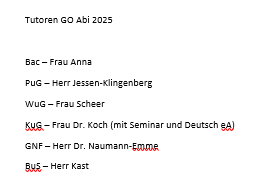 Tutoren GO Abi 2025
Bac – Frau Anna
PuG – Herr Jessen-Klingenberg
WuG – Frau Scheer
KuG – Frau Dr. Koch (mit Seminar und Deutsch eA)
GNF – Herr Dr. Naumann-Emme
BuS – Herr Kast